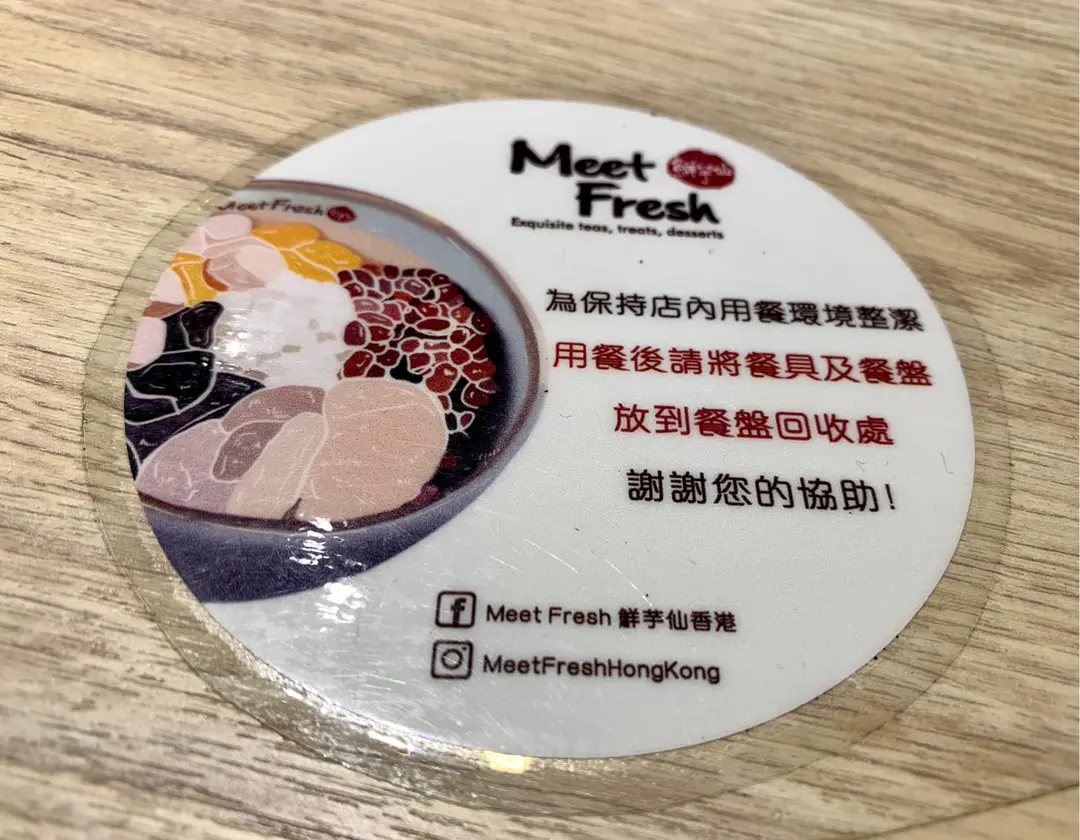 Meet
Fresh
Exquisite teas, treats, desserts
MeetFresh
為保持店內用餐環境整潔
用餐後請將餐具及餐盤
放到餐盤回收處
謝謝您的協助!
Meet Fresh 鮮芋仙香港
MeetFreshHongKong